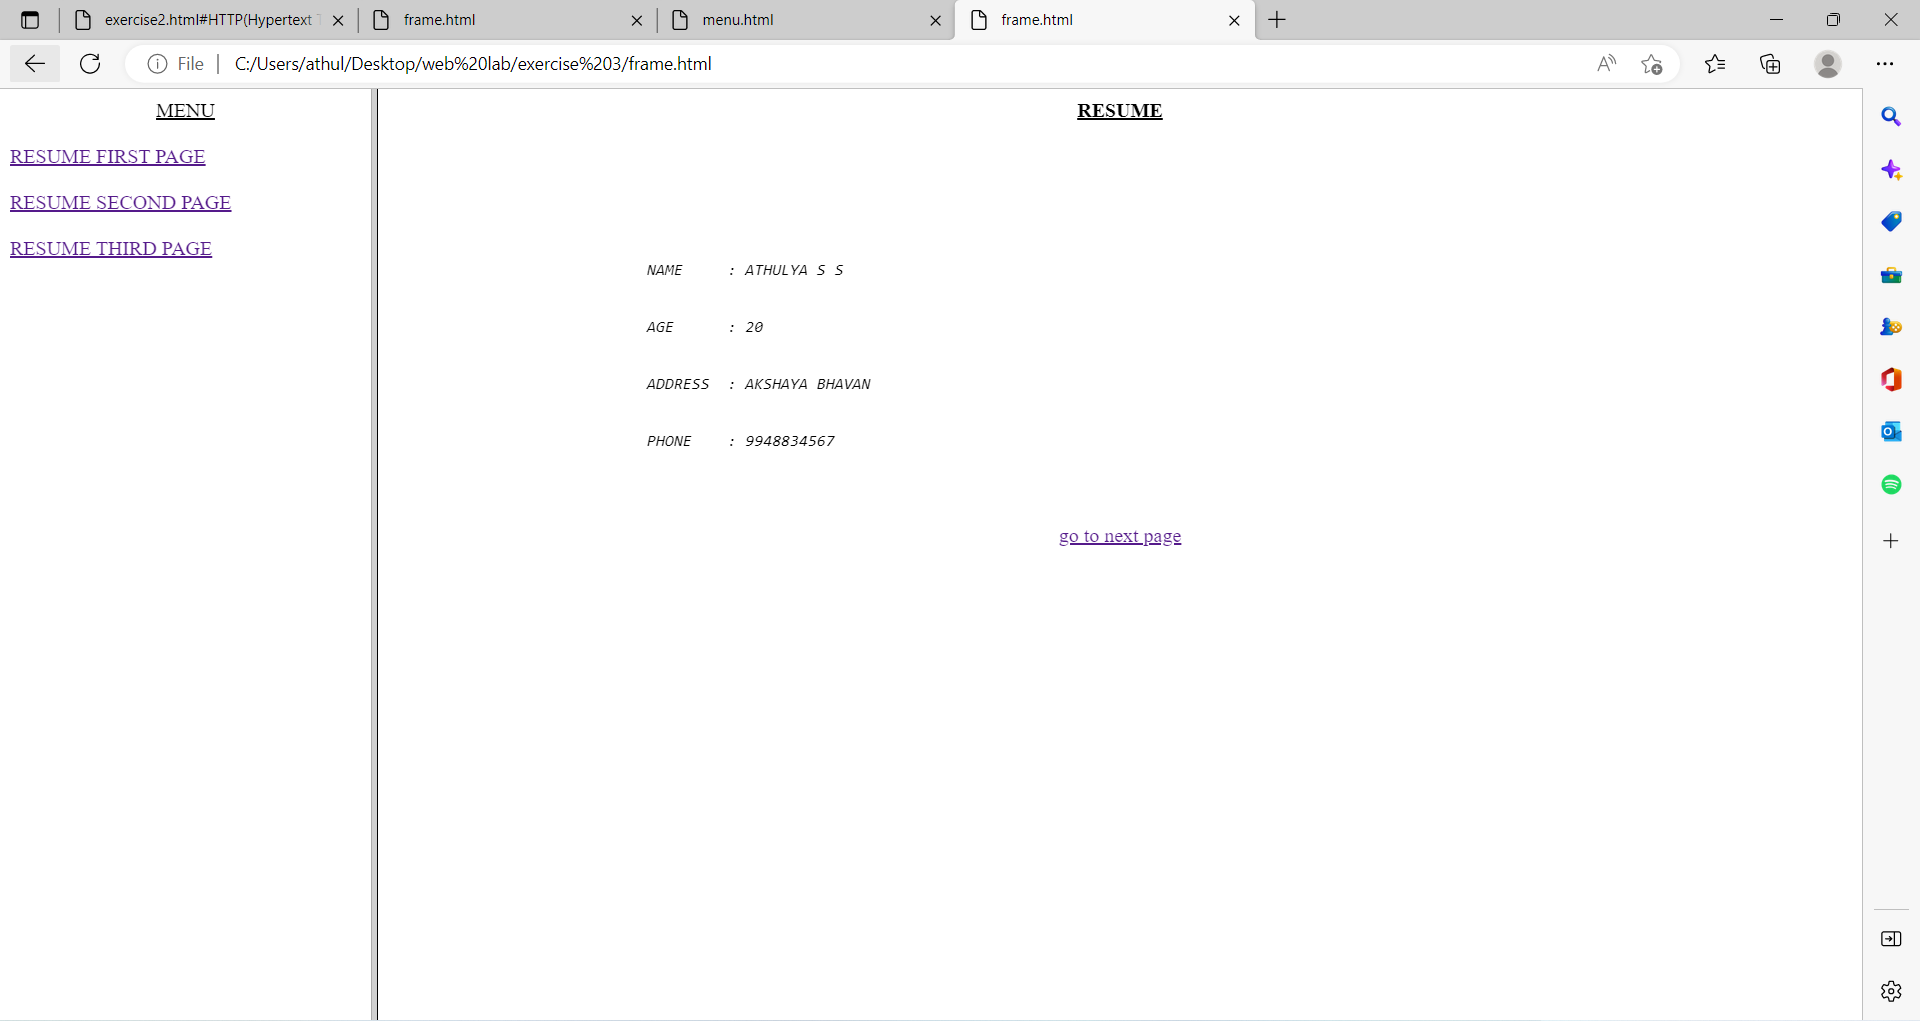 exercise2.html#HTTP(Hypertext
frame.html
menu.html
frame.html
File
C:/Users/athul/Desktop/web%20lab/exercise%203/frame.html
MENU
RESUME FIRST PAGE
RESUME SECOND PAGE
RESUME THIRD PAGE
RESUME
NAME : ATHULYA S S
AGE : 20
ADDRESS : AKSHAYA BHAVAN
PHONE : 9948834567
go to next page